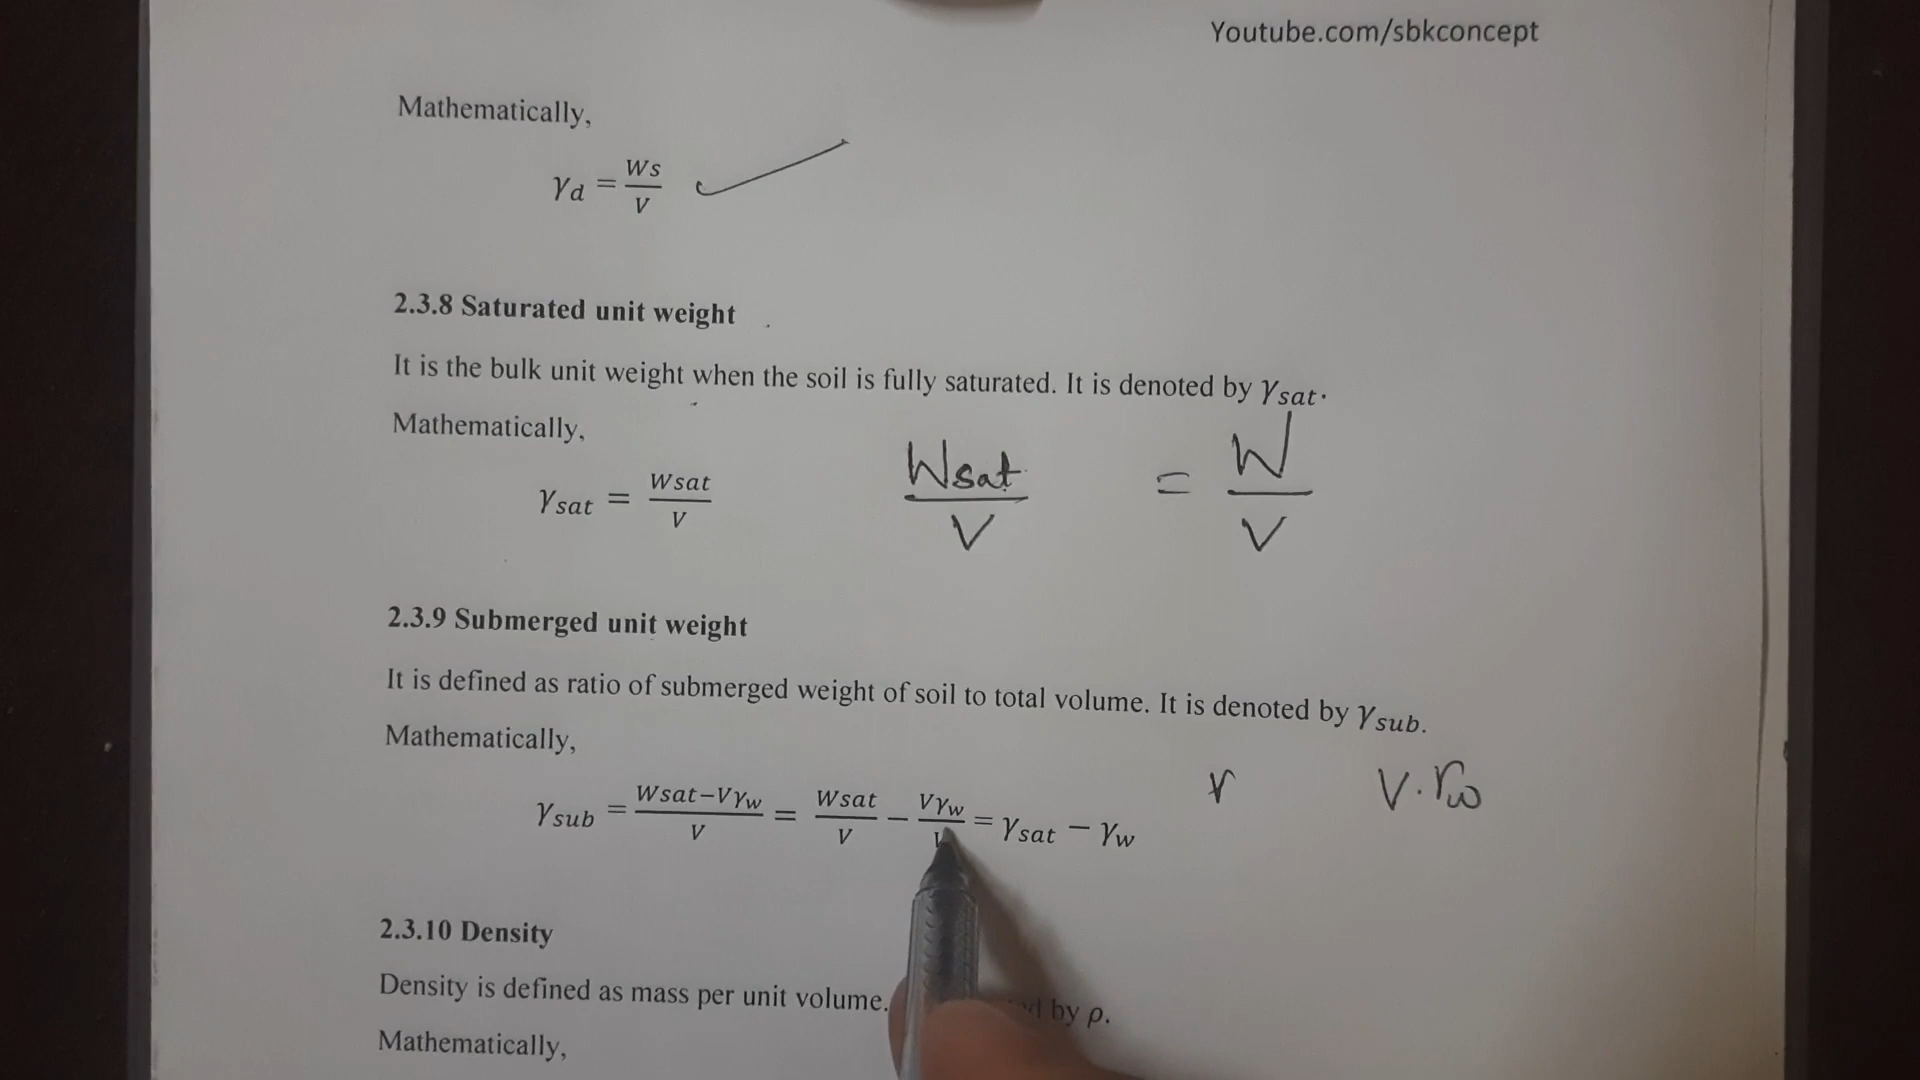 Youtube.com/sbkconcept
Mathematically,
γd = Ws/V
2.3.8 Saturated unit weight
It is the bulk unit weight when the soil is fully saturated. It is denoted by γsat.
Mathematically,
γsat = Wsat/V
Wsat/V = W/V
2.3.9 Submerged unit weight
It is defined as ratio of submerged weight of soil to total volume. It is denoted by γsub.
Mathematically,
γsub = Wsat−Vγw/V = Wsat/V − Vγw/V = γsat − γw
V.γw
2.3.10 Density
Density is defined as mass per unit volume. by ρ.
Mathematically,